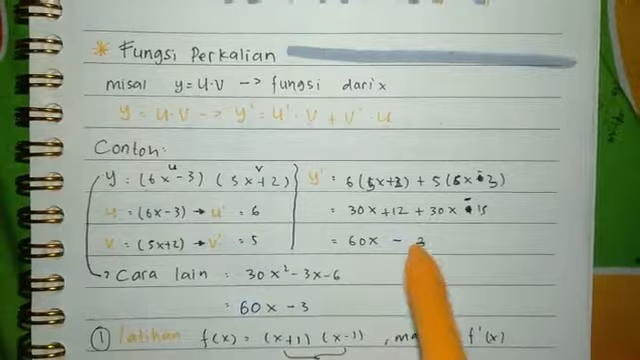 * Fungsi Perkalian
misal y = u·v -> fungsi dari x
y = u·v -> y' = u'·v + v'·u
Contoh:
u v
y = (6x-3) (5x+2) y' = 6(5x+2) + 5(6x-3)
u = (6x-3) → u' = 6 = 30x+12 + 30x-15
v = (5x+2) → v' = 5 = 60x - 3
Cara lain = 30x² - 3x - 6
= 60x - 3
① latihan f(x) = (x+1) (x-1) , f'(x)